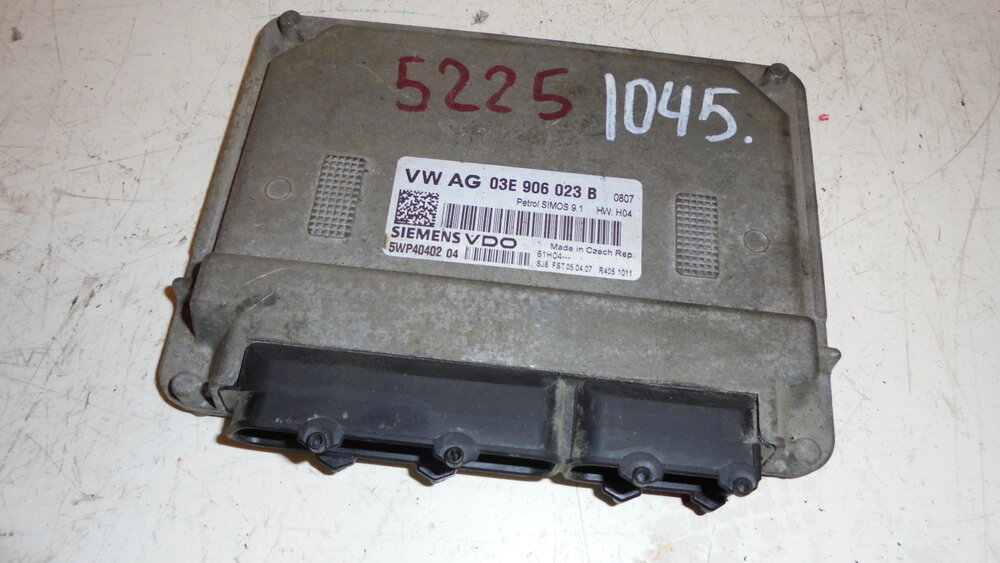 5225 1045.
VW AG 03E 906 023 B 0807
Petrol SIMOS 9.1 HW: H04
SIEMENS VDO Made in Czech Rep.
5WP40402 04 61H04---
SJ5 FST 05.04.07 R405 1011